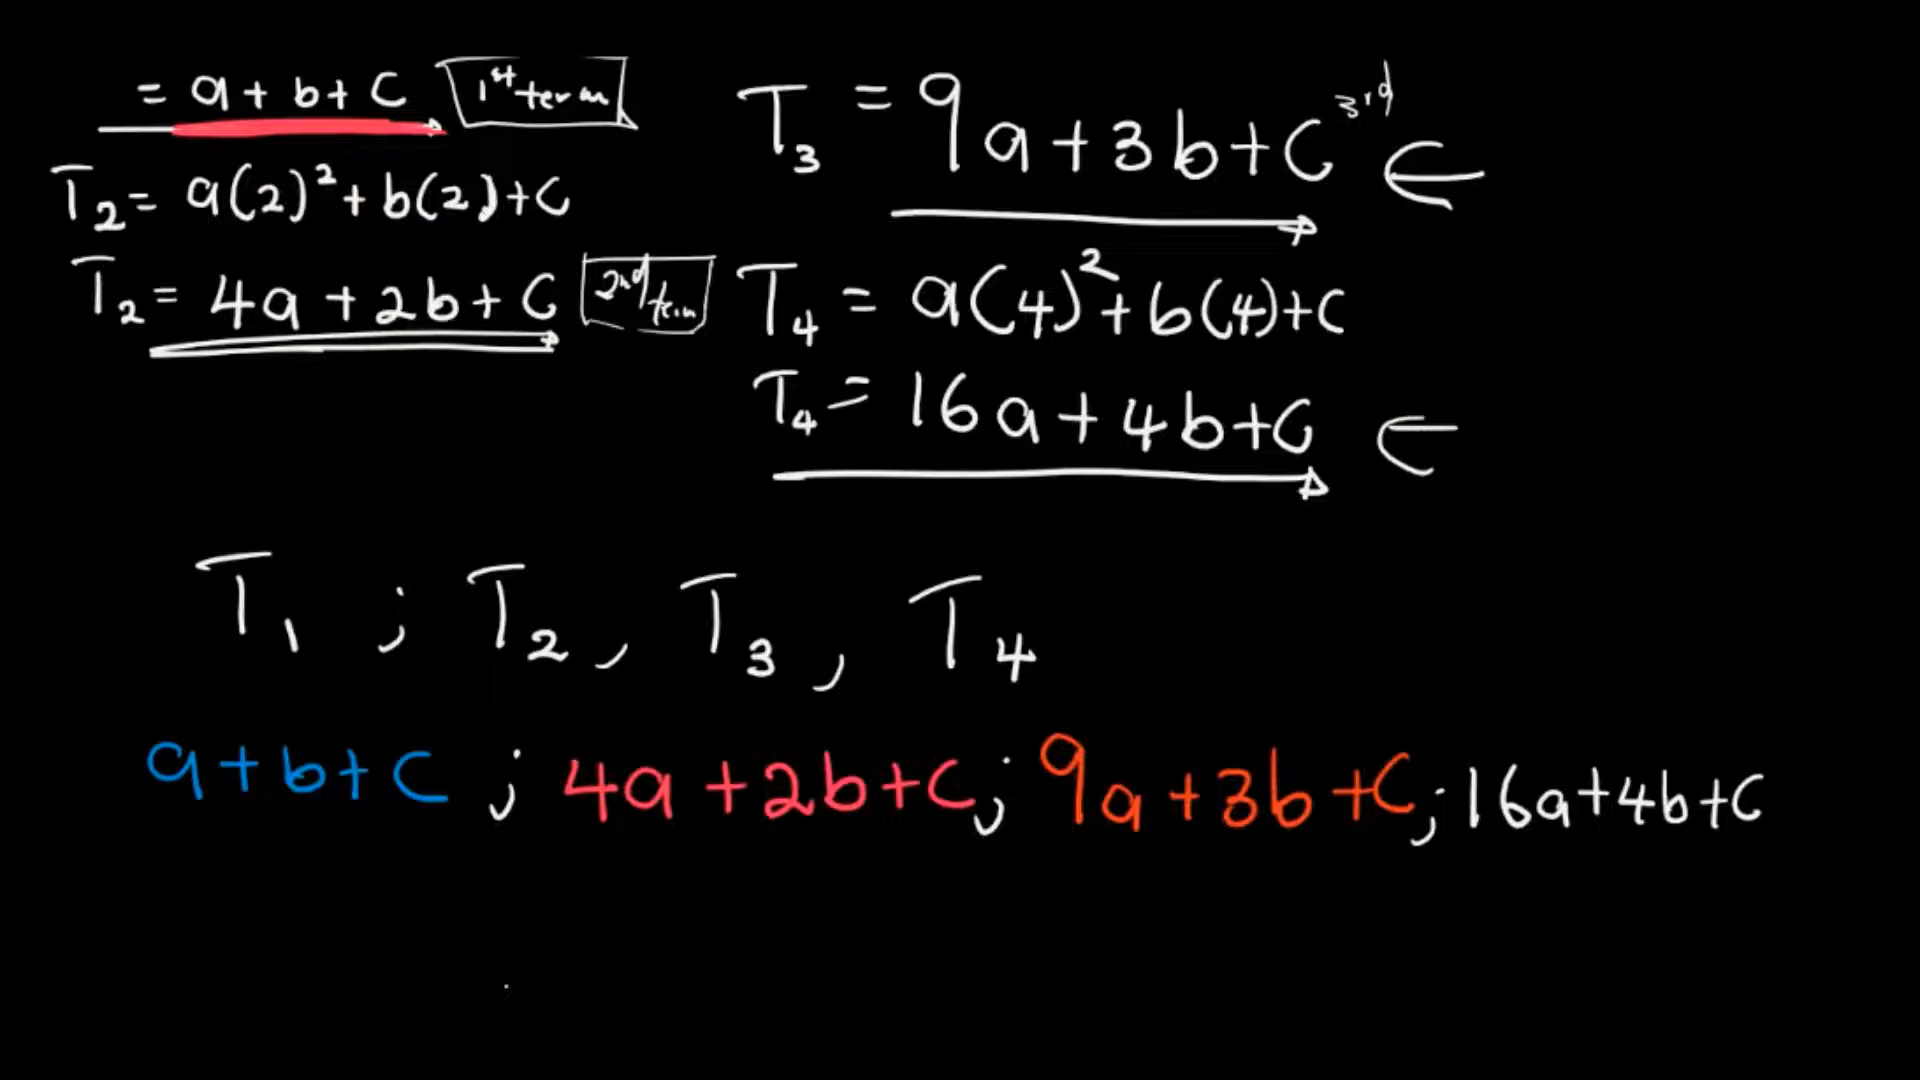 = a + b + c 1st term
T₂ = a(2)² + b(2) + c
T₂ = 4a + 2b + c 2nd term
T₃ = 9a + 3b + c 3rd
T₄ = a(4)² + b(4) + c
T₄ = 16a + 4b + c
T₁ ; T₂ , T₃ , T₄
a + b + c ; 4a + 2b + c ; 9a + 3b + c ; 16a + 4b + c